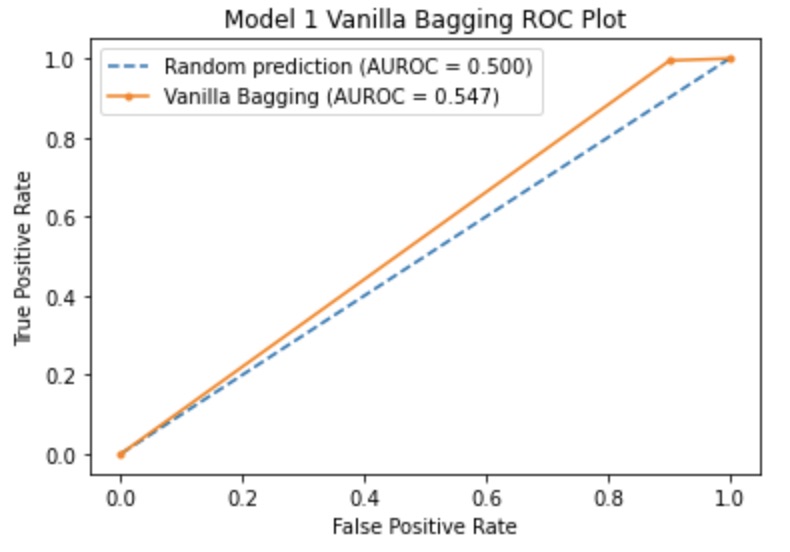 Model 1 Vanilla Bagging ROC Plot
Random prediction (AUROC = 0.500)
Vanilla Bagging (AUROC = 0.547)
True Positive Rate
1.0
0.8
0.6
0.4
0.2
0.0
0.0 0.2 0.4 0.6 0.8 1.0
False Positive Rate